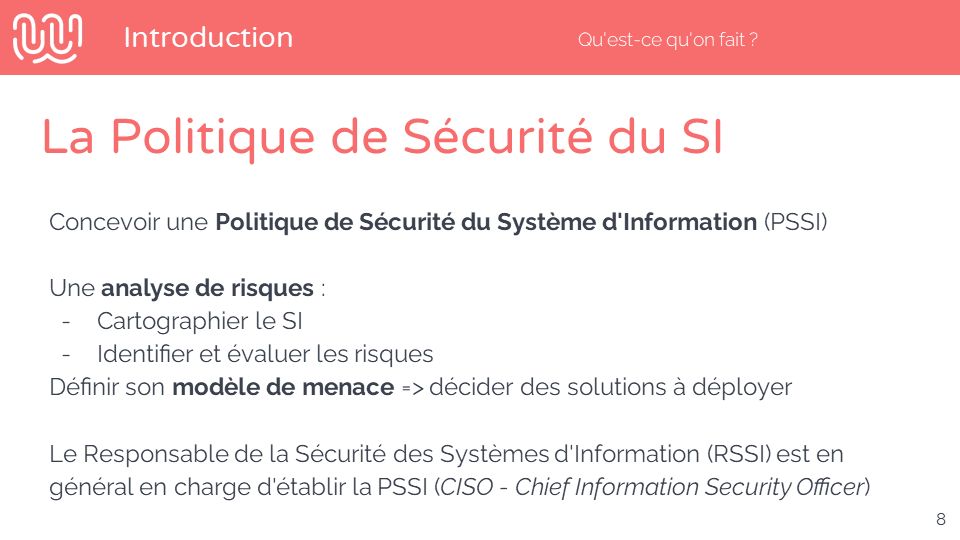 Introduction
Qu'est-ce qu'on fait ?
La Politique de Sécurité du SI
Concevoir une Politique de Sécurité du Système d'Information (PSSI)
Une analyse de risques :
- Cartographier le SI
- Identifier et évaluer les risques
Définir son modèle de menace => décider des solutions à déployer
Le Responsable de la Sécurité des Systèmes d'Information (RSSI) est en
général en charge d'établir la PSSI (CISO - Chief Information Security Officer)
8